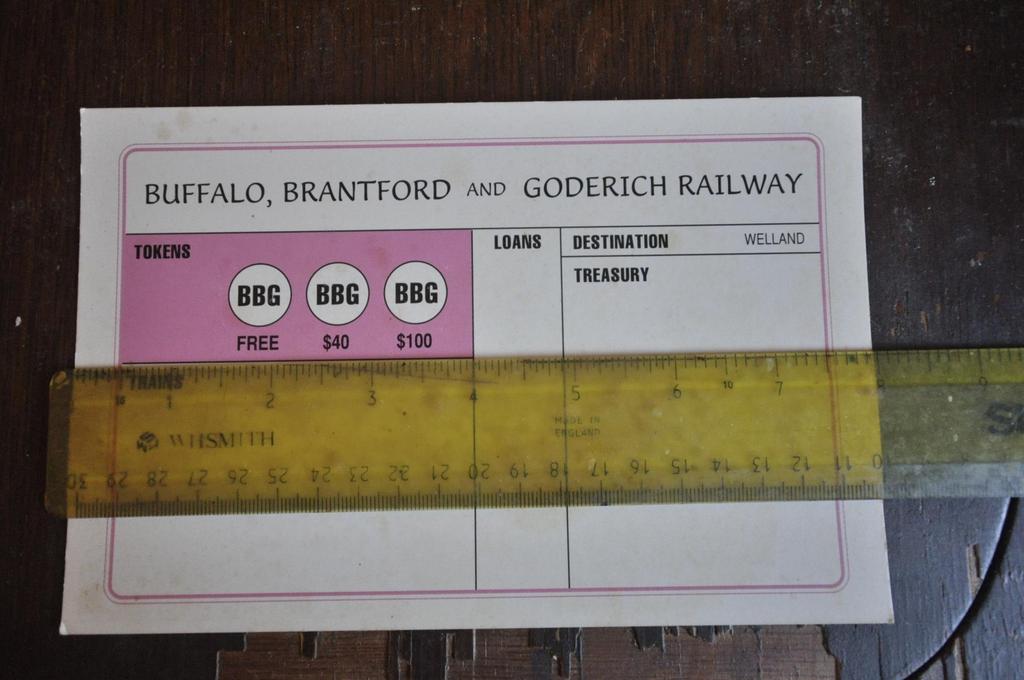 BUFFALO, BRANTFORD AND GODERICH RAILWAY
TOKENS
BBG BBG BBG
FREE $40 $100
LOANS
DESTINATION WELLAND
TREASURY
TRAINS
1 2 3 4 5 6 10 7 8 9
WHSMITH
MADE IN
ENGLAND
30 29 28 27 26 25 24 23 22 21 20 19 18 17 16 15 14 13 12 11 10